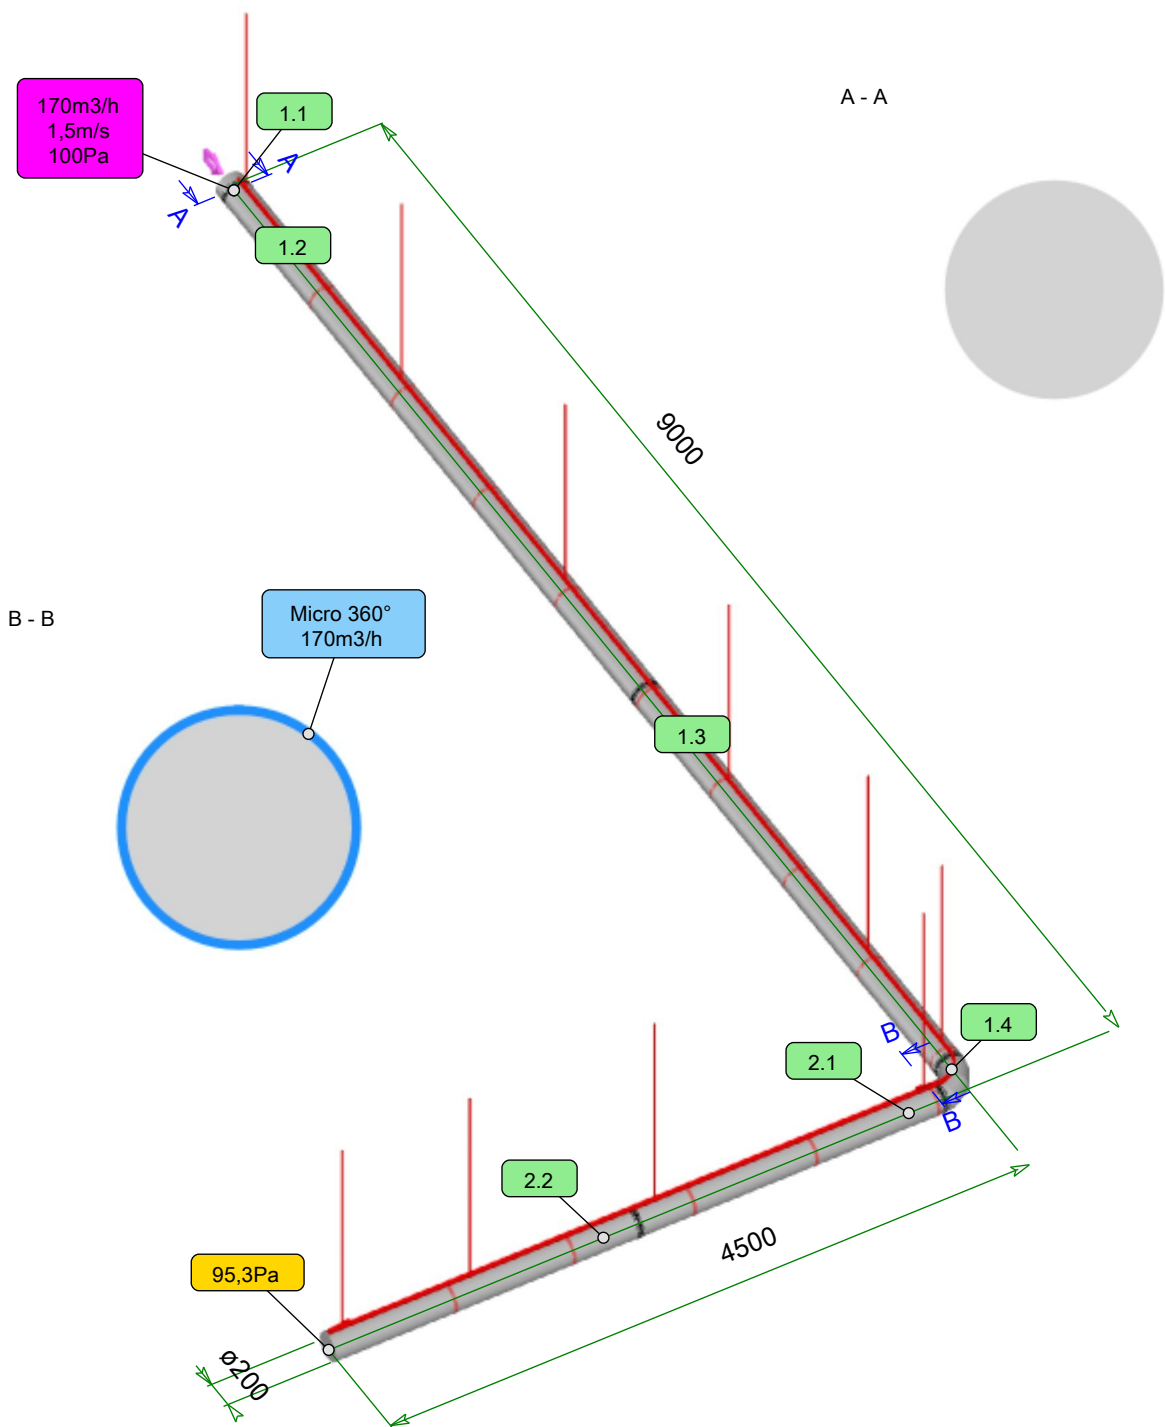 170m3/h
1,5m/s
100Pa
1.1
A - A
A
A
1.2
9000
B - B
Micro 360°
170m3/h
1.3
B
1.4
2.1
B
2.2
4500
95,3Pa
ø200